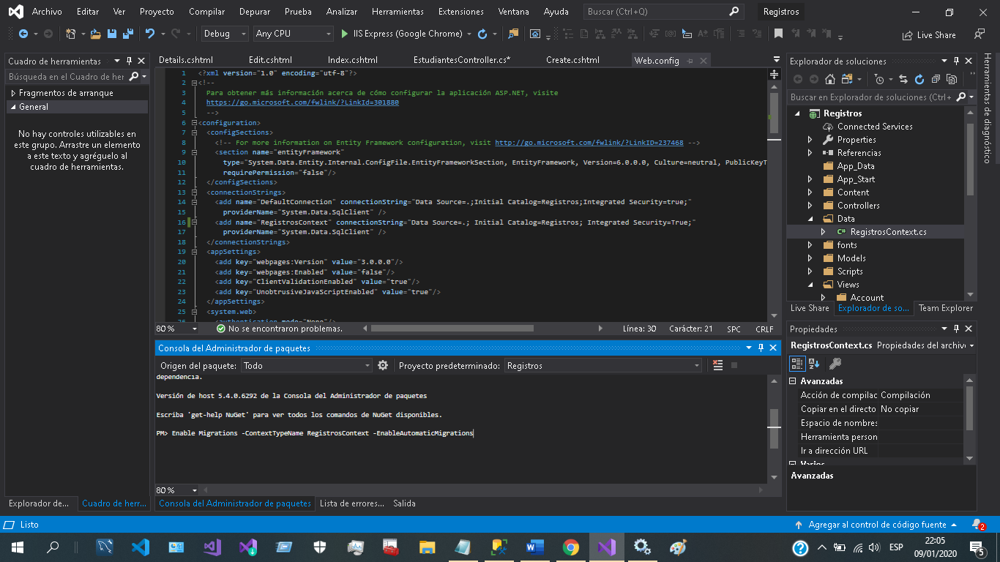 Archivo Editar Ver Proyecto Compilar Depurar Prueba Analizar Herramientas Extensiones Ventana Ayuda Buscar (Ctrl+Q) Registros
Debug Any CPU IIS Express (Google Chrome) Live Share
Cuadro de herramientas
Búsqueda en el Cuadro de her
Fragmentos de arranque
General
No hay controles utilizables en
este grupo. Arrastre un elemento
a este texto y agréguelo al
cuadro de herramientas.
Explorador de... Cuadro de herr...
Details.cshtml Edit.cshtml Index.cshtml EstudiantesController.cs* Create.cshtml Web.config
1 <?xml version="1.0" encoding="utf-8"?>
2 <!--
3 Para obtener más información acerca de cómo configurar la aplicación ASP.NET, visite
4 https://go.microsoft.com/fwlink/?LinkId=301880
5 -->
6 <configuration>
7 <configSections>
8 <!-- For more information on Entity Framework configuration, visit http://go.microsoft.com/fwlink/?LinkID=237468 -->
9 <section name="entityFramework"
10 type="System.Data.Entity.Internal.ConfigFile.EntityFrameworkSection, EntityFramework, Version=6.0.0.0, Culture=neutral, PublicKeyT
11 requirePermission="false"/>
12 </configSections>
13 <connectionStrings>
14 <add name="DefaultConnection" connectionString="Data Source=.;Initial Catalog=Registros;Integrated Security=true;"
15 providerName="System.Data.SqlClient" />
16 <add name="RegistrosContext" connectionString="Data Source=.; Initial Catalog=Registros; Integrated Security=True;"
17 providerName="System.Data.SqlClient" />
18 </connectionStrings>
19 <appSettings>
20 <add key="webpages:Version" value="3.0.0.0"/>
21 <add key="webpages:Enabled" value="false"/>
22 <add key="ClientValidationEnabled" value="true"/>
23 <add key="UnobtrusiveJavaScriptEnabled" value="true"/>
24 </appSettings>
25 <system.web>
26 <authentication mode="None"/>
80 % No se encontraron problemas. Línea: 30 Carácter: 21 SPC CRLF
Consola del Administrador de paquetes
Origen del paquete: Todo Proyecto predeterminado: Registros
dependencia.
Versión de host 5.4.0.6292 de la Consola del Administrador de paquetes
Escriba 'get-help NuGet' para ver todos los comandos de NuGet disponibles.
PM> Enable Migrations -ContextTypeName RegistrosContext -EnableAutomaticMigrations
80 %
Consola del Administrador de paquetes Lista de errores... Salida
Explorador de soluciones
Buscar en Explorador de soluciones (Ctrl+
Registros
Connected Services
Properties
Referencias
App_Data
App_Start
Content
Controllers
Data
C# RegistrosContext.cs
fonts
Models
Scripts
Views
Account
Live Share Explorador de so... Team Explorer
Herramientas de diagnóstico
Propiedades
RegistrosContext.cs Propiedades del archiv
Avanzadas
Acción de compilac Compilación
Copiar en el directo No copiar
Espacio de nombres
Herramienta person
Ir a dirección URL
Varios
Avanzadas
Listo Agregar al control de código fuente 2
ESP 22:05
09/01/2020 5